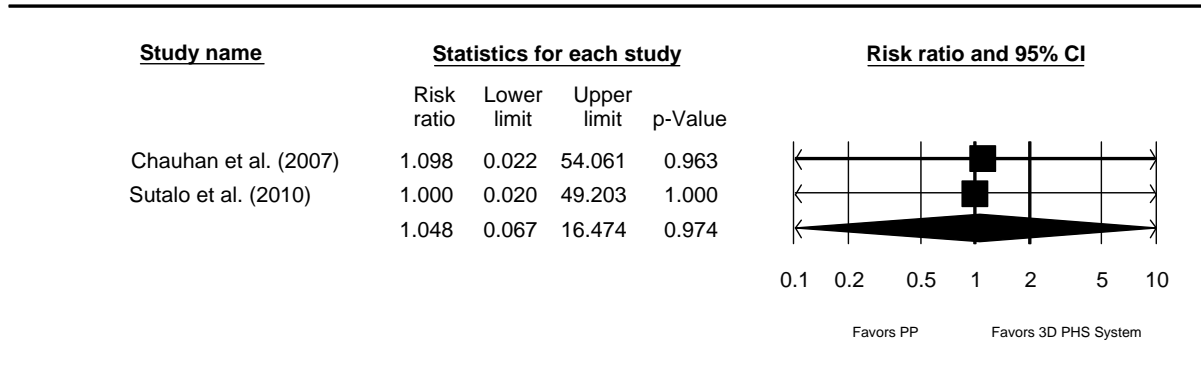 Study name Statistics for each study Risk ratio and 95% CI
Risk Lower Upper
ratio limit limit p-Value
Chauhan et al. (2007) 1.098 0.022 54.061 0.963
Sutalo et al. (2010) 1.000 0.020 49.203 1.000
1.048 0.067 16.474 0.974
0.1 0.2 0.5 1 2 5 10
Favors PP Favors 3D PHS System